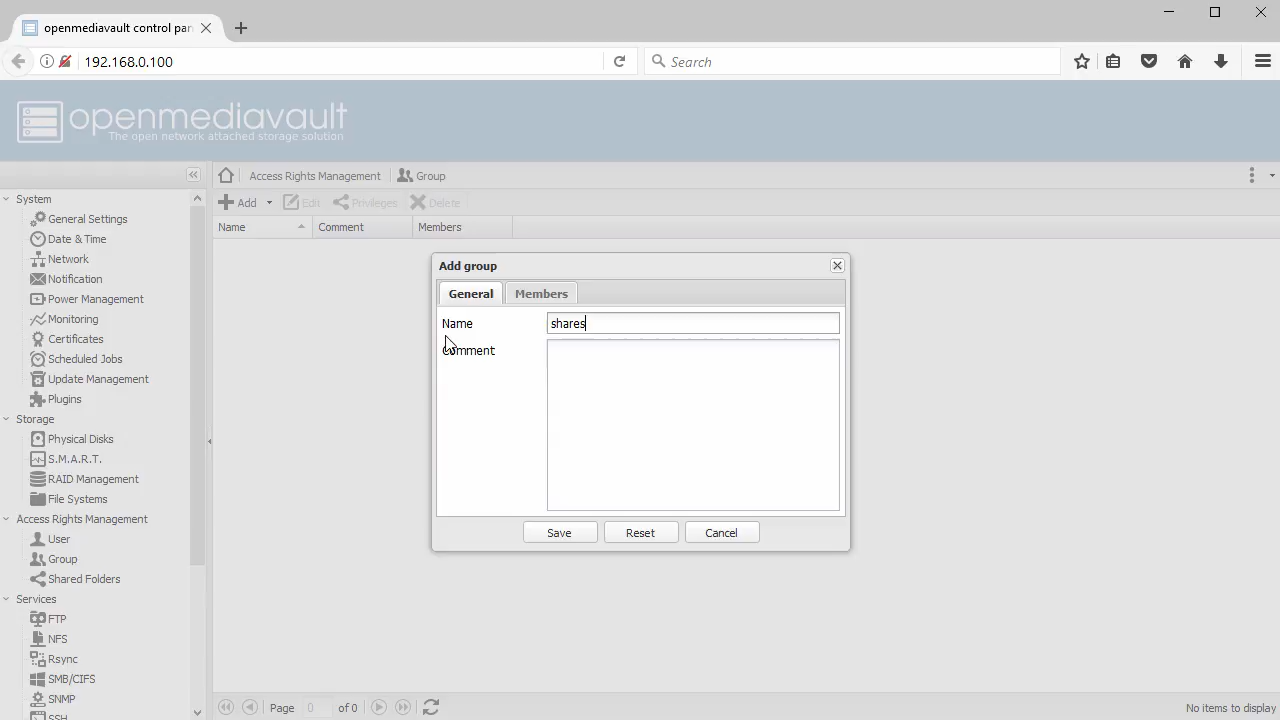 openmediavault control pan
192.168.0.100
Search
openmediavault
The open network attached storage solution
Access Rights Management
Group
Add
Edit
Privileges
Delete
Name
Comment
Members
System
General Settings
Date & Time
Network
Notification
Power Management
Monitoring
Certificates
Scheduled Jobs
Update Management
Plugins
Storage
Physical Disks
S.M.A.R.T.
RAID Management
File Systems
Access Rights Management
User
Group
Shared Folders
Services
FTP
NFS
Rsync
SMB/CIFS
SNMP
SSH
Add group
General
Members
Name
shares
Comment
Save
Reset
Cancel
Page
0
of 0
No items to display